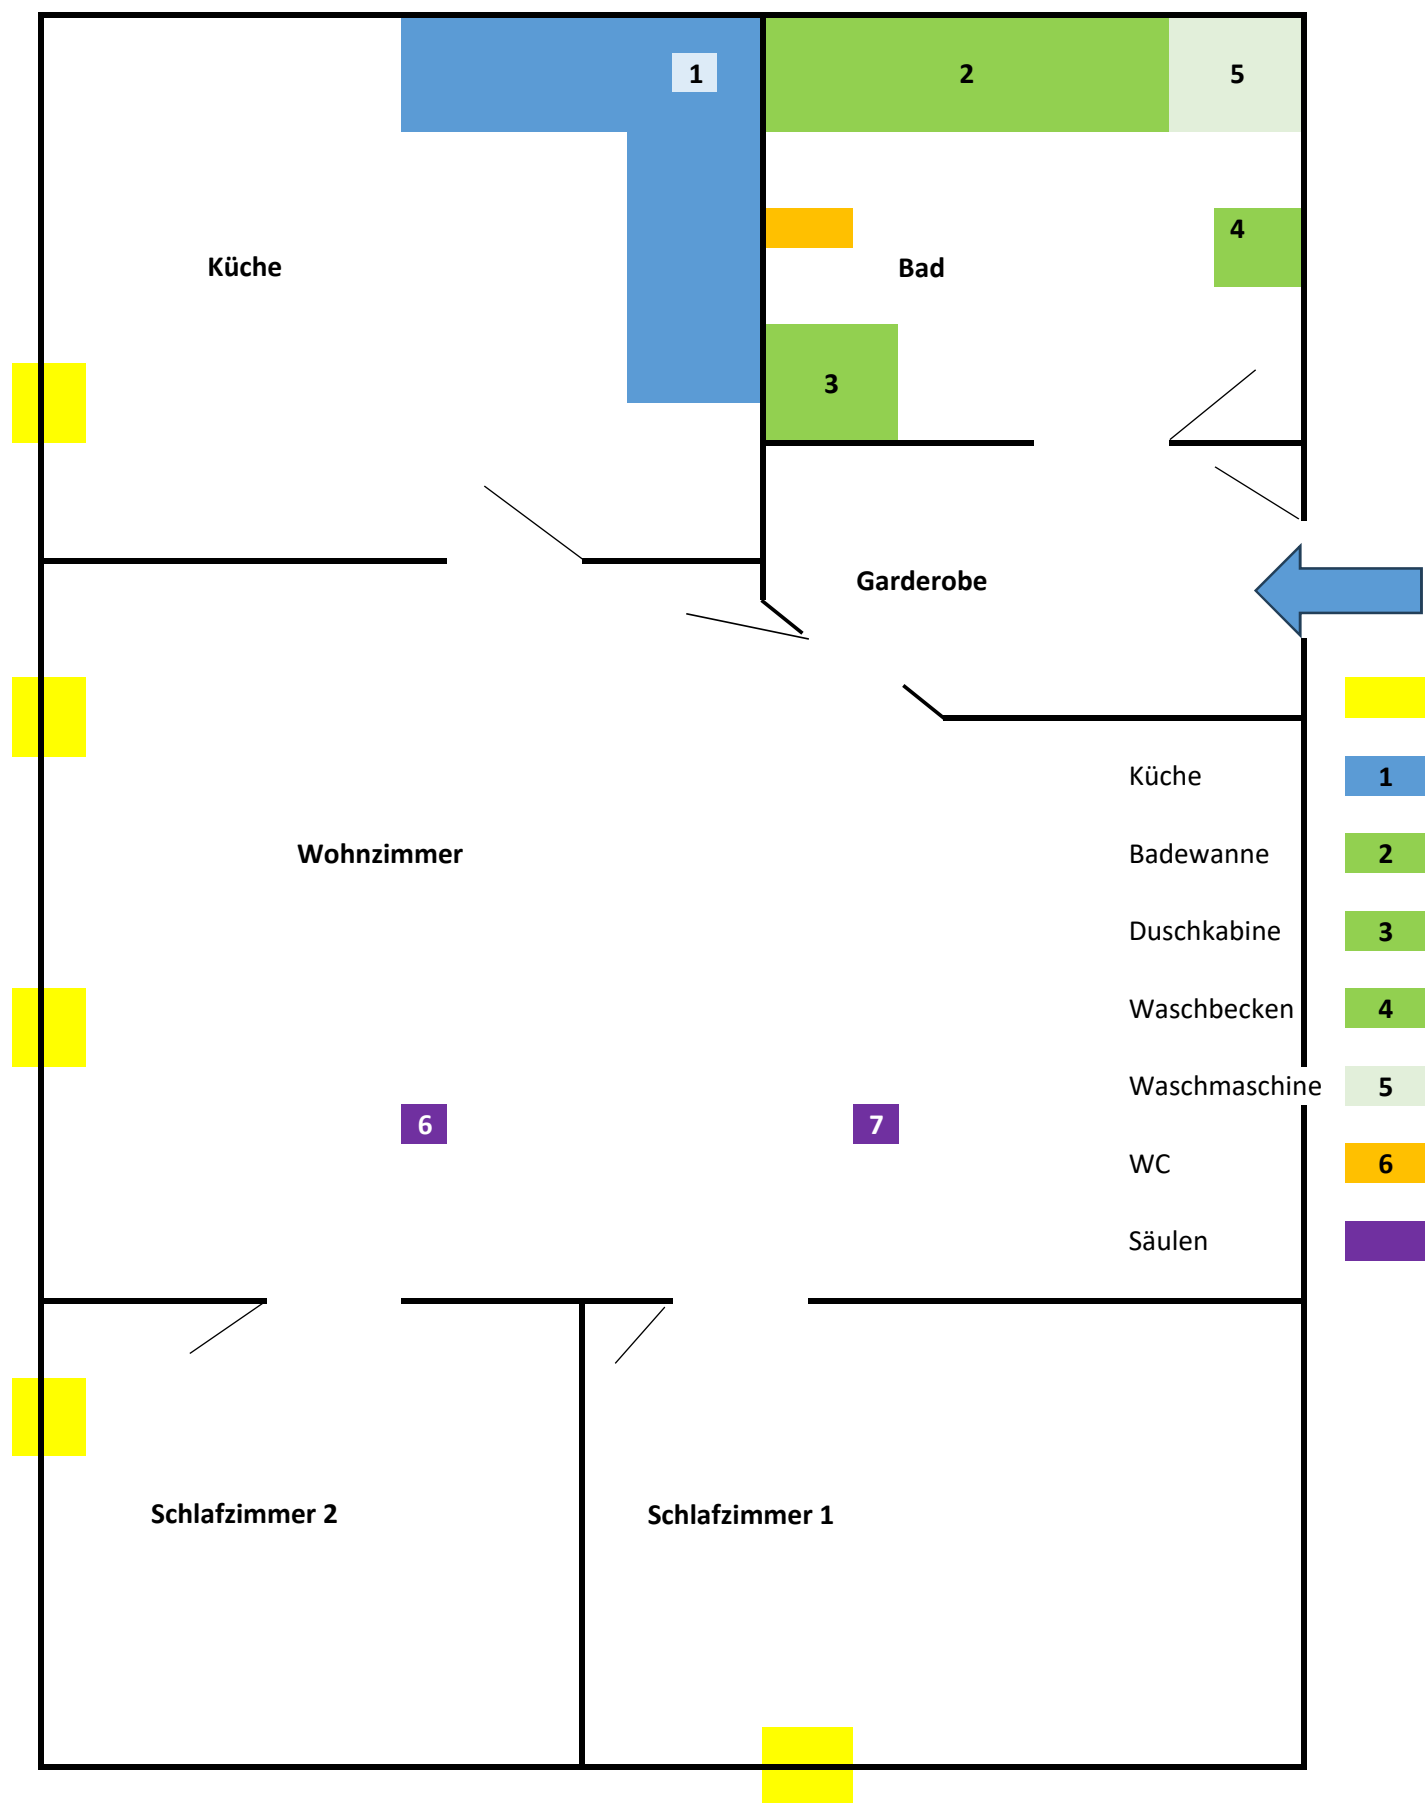 1
2
5
4
Küche
Bad
3
Garderobe
Küche 1
Wohnzimmer
Badewanne 2
Duschkabine 3
Waschbecken 4
Waschmaschine 5
6
7
WC 6
Säulen
Schlafzimmer 2
Schlafzimmer 1